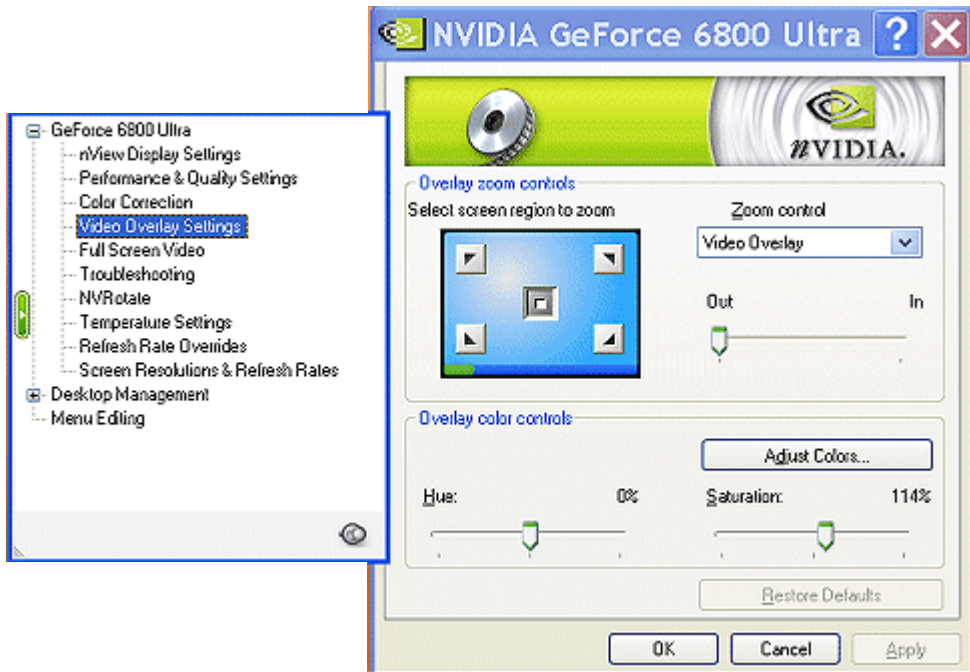 NVIDIA GeForce 6800 Ultra
nVIDIA.
GeForce 6800 Ultra
nView Display Settings
Performance & Quality Settings
Color Correction
Video Overlay Settings
Full Screen Video
Troubleshooting
NVRotate
Temperature Settings
Refresh Rate Overrides
Screen Resolutions & Refresh Rates
Desktop Management
Menu Editing
Overlay zoom controls
Select screen region to zoom
Zoom control
Video Overlay
Out In
Overlay color controls
Adjust Colors...
Hue: 0% Saturation: 114%
Restore Defaults
OK Cancel Apply